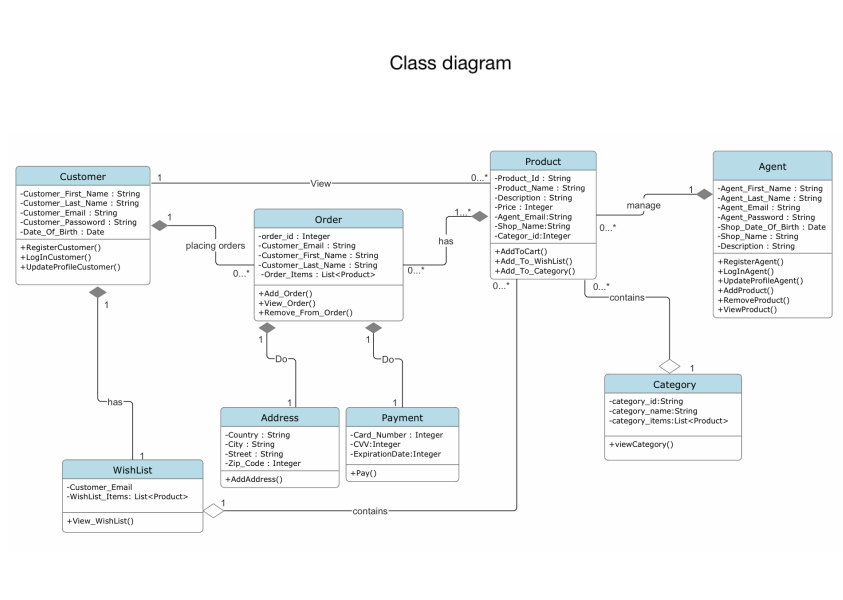 Class diagram
Customer
-Customer_First_Name : String
-Customer_Last_Name : String
-Customer_Email : String
-Customer_Password : String
-Date_Of_Birth : Date
+RegisterCustomer()
+LogInCustomer()
+UpdateProfileCustomer()
1
View
0...*
1
placing orders
0...*
1
has
1
Order
-order_id : Integer
-Customer_Email : String
-Customer_First_Name : String
-Customer_Last_Name : String
-Order_Items : List<Product>
+Add_Order()
+View_Order()
+Remove_From_Order()
1...*
has
0...*
1
Do
1
1
Do
1
Product
-Product_Id : String
-Product_Name : String
-Description : String
-Price : Integer
-Agent_Email:String
-Shop_Name:String
-Categor_id:Integer
+AddToCart()
+Add_To_WishList()
+Add_To_Category()
1
manage
0...*
Agent
-Agent_First_Name : String
-Agent_Last_Name : String
-Agent_Email : String
-Agent_Password : String
-Shop_Date_Of_Birth : Date
-Shop_Name : String
-Description : String
+RegisterAgent()
+LogInAgent()
+UpdateProfileAgent()
+AddProduct()
+RemoveProduct()
+ViewProduct()
0...*
0...*
contains
1
Category
-category_id:String
-category_name:String
-category_items:List<Product>
+viewCategory()
Address
-Country : String
-City : String
-Street : String
-Zip_Code : Integer
+AddAddress()
Payment
-Card_Number : Integer
-CVV:Integer
-ExpirationDate:Integer
+Pay()
WishList
-Customer_Email
-WishList_Items: List<Product>
+View_WishList()
1
contains